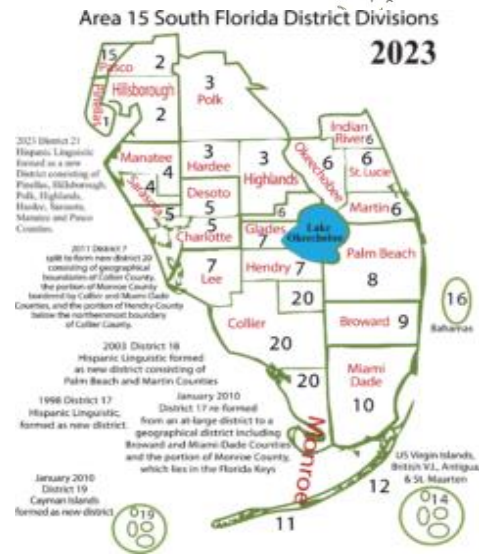 Area 15 South Florida District Divisions
2023
15
Pasco
2
Pinellas
1
Hillsborough
2
3
Polk
Indian
River 6
6
St. Lucie
Okeechobee
6
2023 District 21
Hispanic Linguistic
formed as a new
District consisting of
Pinellas, Hillsborough,
Polk, Highlands,
Hardee, Sarasota,
Manatee and Pasco
Counties.
Manatee
4
4
Sarasota
5
3
Hardee
3
Highlands
Desoto
5
5
Charlotte
6
Glades
7
Lake
Okeechobee
Martin 6
2011 District 7
split to form new district 20
consisting of geographical
boundaries of Collier County,
the portion of Monroe County
bordered by Collier and Miami Dade
Counties, and the portion of Hendry County
below the northernmost boundary
of Collier County.
7
Lee
Hendry 7
20
Palm Beach
8
Collier
20
Broward 9
16
Bahamas
2003 District 18
Hispanic Linguistic formed
as new district consisting of
Palm Beach and Martin Counties
20
Miami
Dade
10
1998 District 17
Hispanic Linguistic,
formed as new district.
January 2010
District 17 re-formed
from an at-large district to a
geographical district including
Broward and Miami Dade Counties
and the portion of Monroe County,
which lies in the Florida Keys
Monroe
US Virgin Islands,
British V.I., Antigua
& St. Maarten
14
12
11
January 2010
District 19
Cayman Islands
formed as new district
19